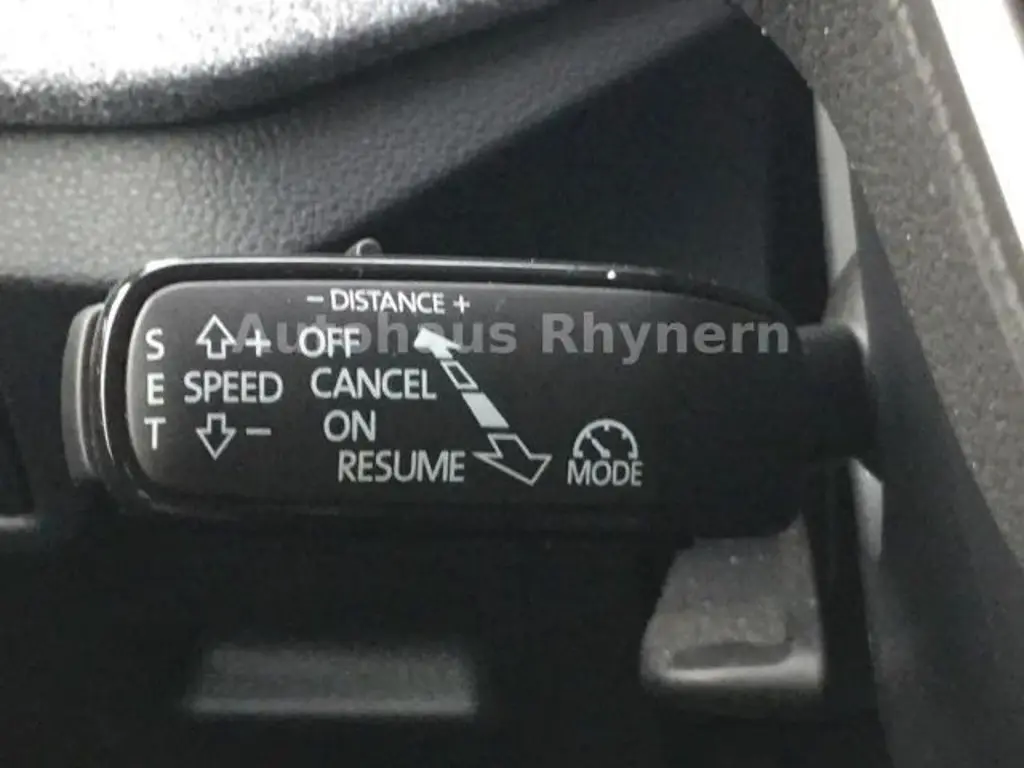 - DISTANCE +
Autohaus Rhynern
S + OFF
E SPEED CANCEL
T - ON
RESUME MODE